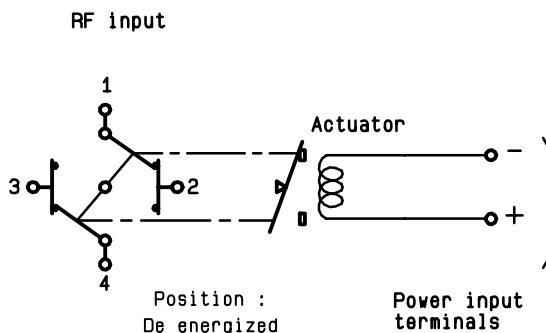 RF input
1
Actuator
-
3
2
+
4
Position :
De energized
Power input
terminals